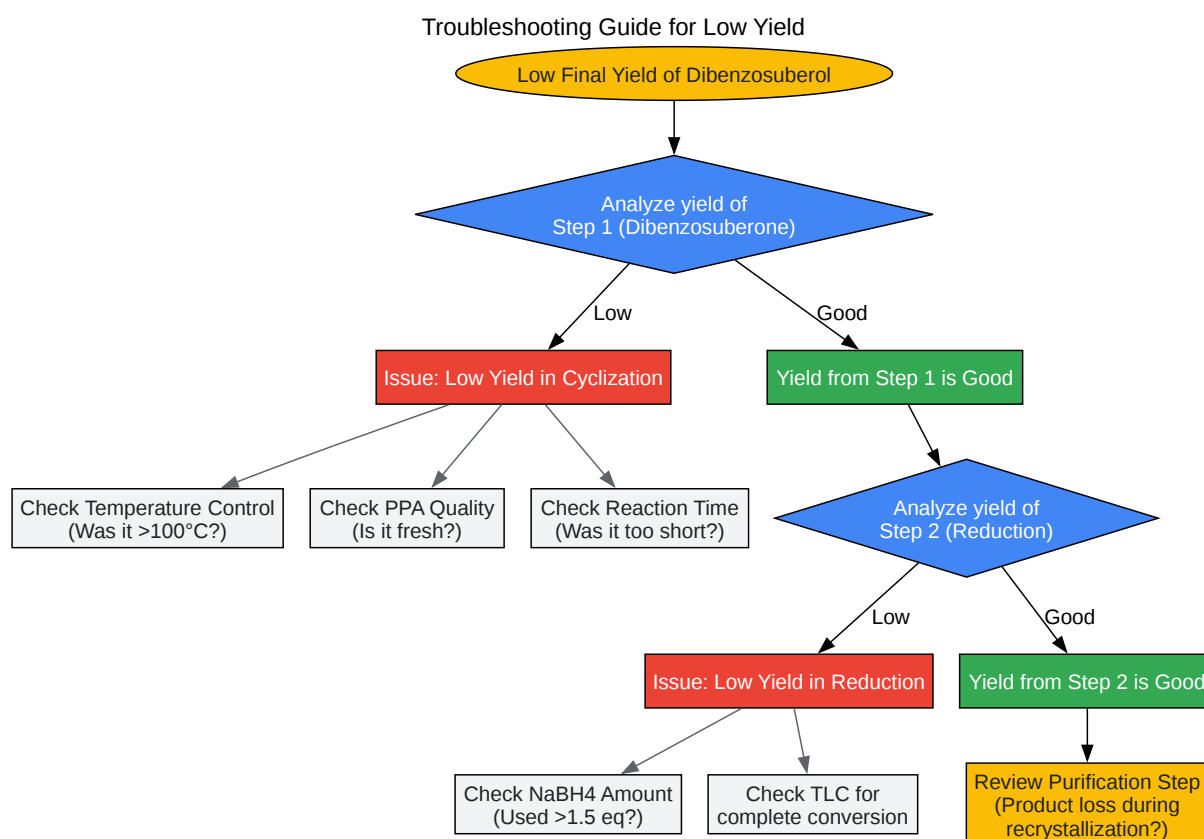 Troubleshooting Guide for Low Yield
Low Final Yield of Dibenzosuberol
Analyze yield of
Step 1 (Dibenzosuberone)
Low
Good
Issue: Low Yield in Cyclization
Yield from Step 1 is Good
Check Temperature Control
(Was it >100°C?)
Check PPA Quality
(Is it fresh?)
Check Reaction Time
(Was it too short?)
Analyze yield of
Step 2 (Reduction)
Low
Good
Issue: Low Yield in Reduction
Yield from Step 2 is Good
Check NaBH4 Amount
(Used >1.5 eq?)
Check TLC for
complete conversion
Review Purification Step
(Product loss during
recrystallization?)